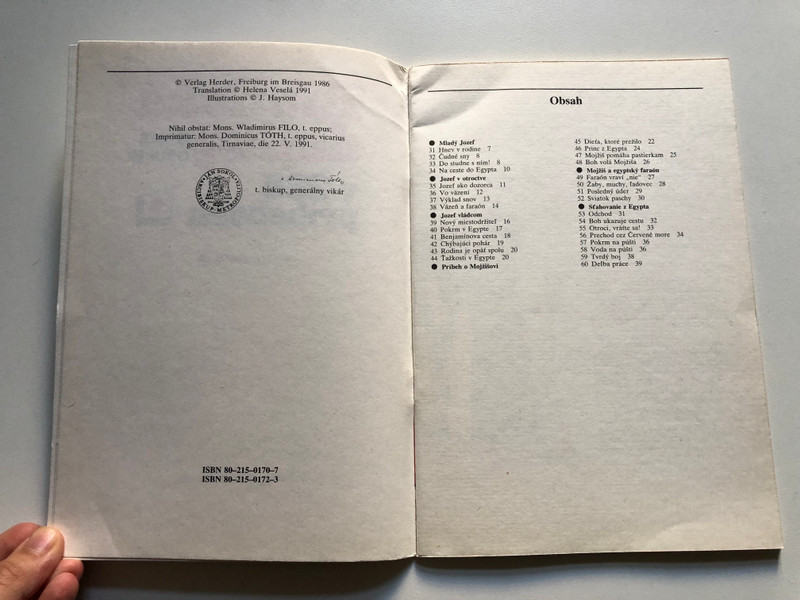 © Verlag Herder, Freiburg im Breisgau 1986
Translation © Helena Veselá 1991
Illustrations © J. Haysom
Nihil obstat: Mons. Wladimirus FILO, t. eppus;
Imprimatur: Mons. Dominicus TÓTH, t. eppus, vicarius
generalis, Tirnaviae, die 22. V. 1991.
JÁN SOKOL
t. biskup, generálny vikár
ISBN 80–215–0170–7
ISBN 80–215–0172–3
Obsah
● Mladý Jozef
31 Hnev v rodine 7
32 Čudné sny 8
33 Do studne s ním! 8
34 Na ceste do Egypta 10
● Jozef v otroctve
35 Jozef ako dozorca 11
36 Vo väzení 12
37 Výklad snov 13
38 Väzeň a faraón 14
● Jozef vládcom
39 Nový miestodržiteľ 16
40 Pokrm v Egypte 17
41 Benjamínova cesta 18
42 Chýbajúci pohár 19
43 Rodina je opäť spolu 20
44 Ťažkosti v Egypte 20
● Príbeh o Mojžišovi
45 Dieťa, ktoré prežilo 22
46 Princ z Egypta 24
47 Mojžiš pomáha pastierkam 25
48 Boh volá Mojžiša 26
● Mojžiš a egyptský faraón
49 Faraón vraví „nie“ 27
50 Žaby, muchy, ľadovec 28
51 Posledný úder 29
52 Sviatok paschy 30
● Sťahovanie z Egypta
53 Odchod 31
54 Boh ukazuje cestu 32
55 Otroci, vráťte sa! 33
56 Prechod cez Červené more 34
57 Pokrm na púšti 36
58 Voda na púšti 36
59 Tvrdý boj 38
60 Deľba práce 39